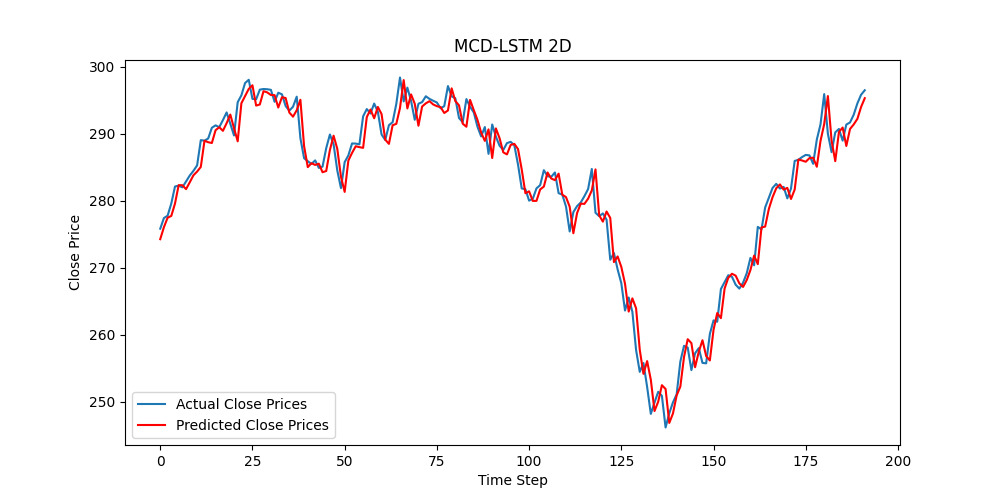 MCD-LSTM 2D
Close Price
300
290
280
270
260
250
Actual Close Prices
Predicted Close Prices
0 25 50 75 100 125 150 175 200
Time Step